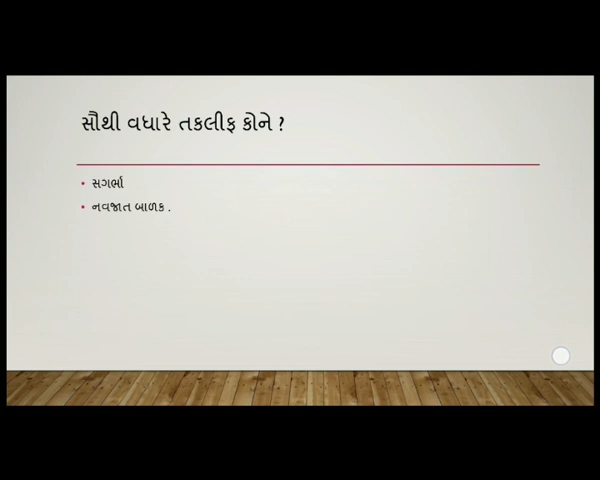 સૌથી વધારે તકલીફ કોને ?
સગર્ભા
નવજાત બાળક .